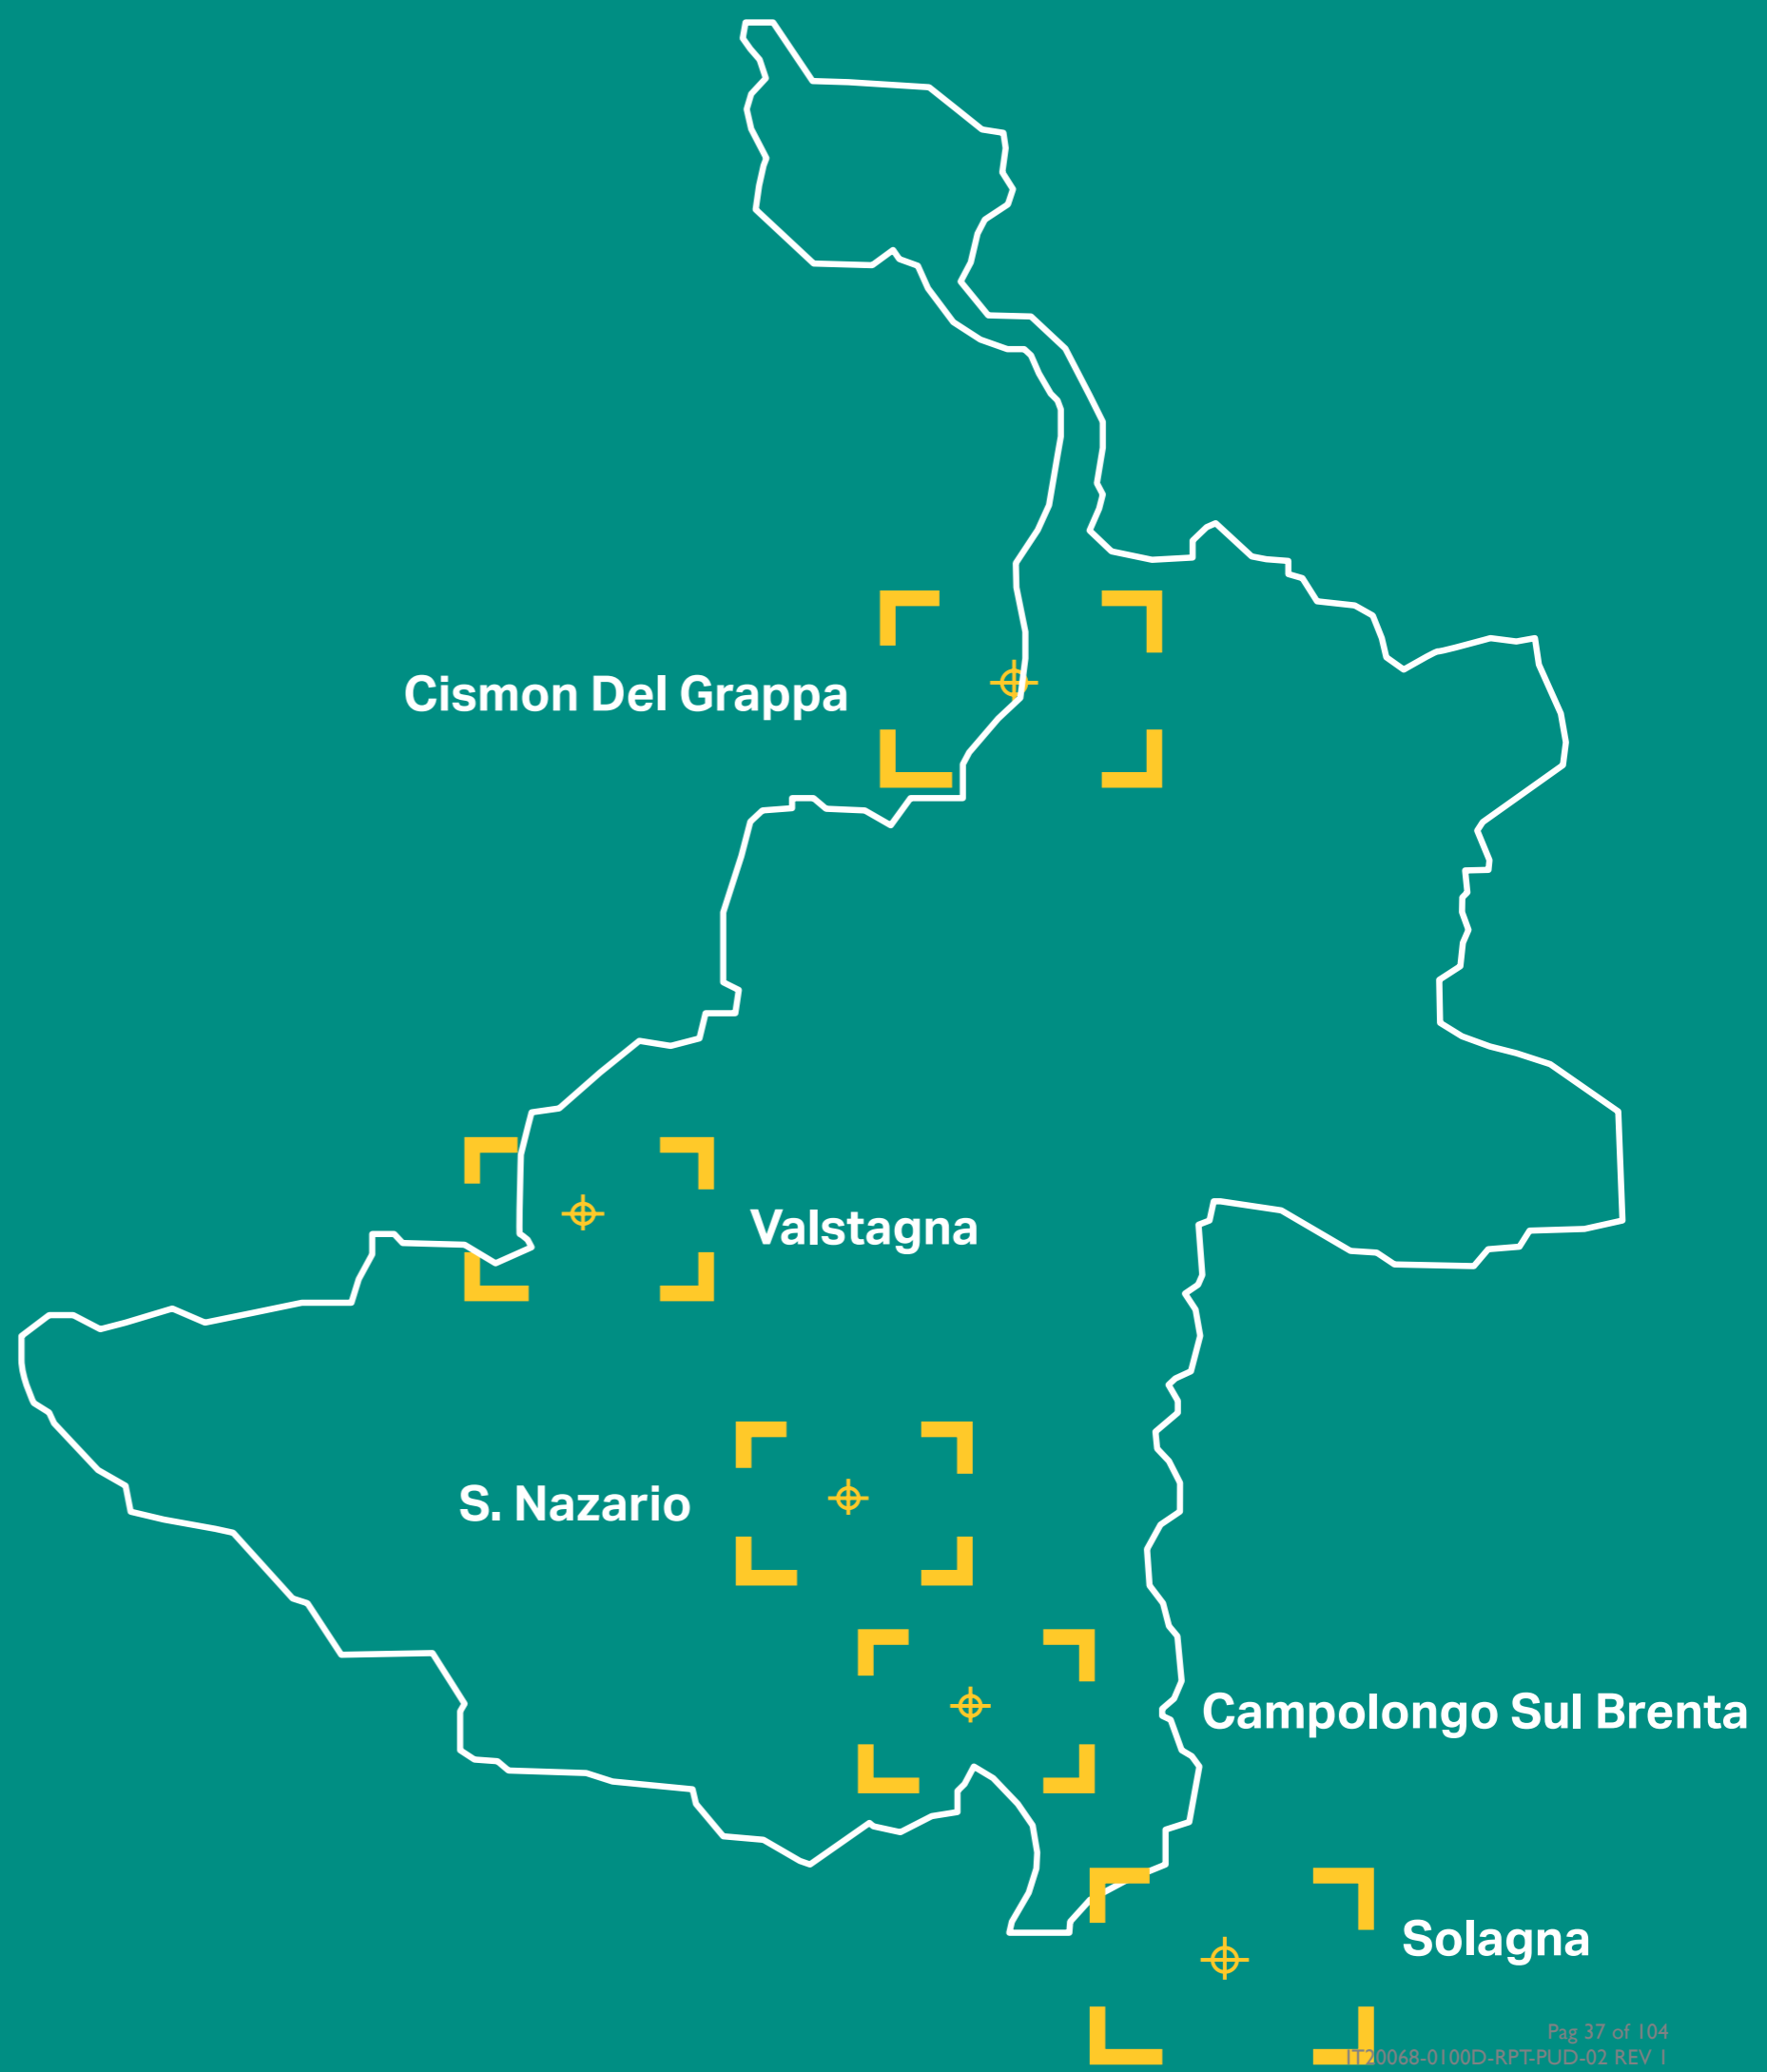 Cismon Del Grappa
Valstagna
S. Nazario
Campolongo Sul Brenta
Solagna
Pag 37 of 104
IT20068-0100D-RPT-PUD-02 REV 1